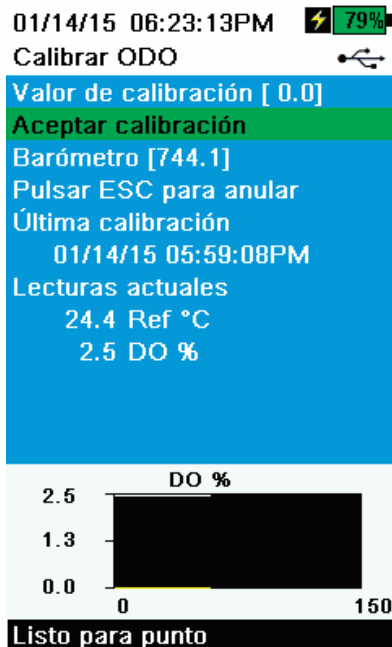 01/14/15 06:23:13PM 79%
Calibrar ODO
Valor de calibración [ 0.0]
Aceptar calibración
Barómetro [744.1]
Pulsar ESC para anular
Última calibración
01/14/15 05:59:08PM
Lecturas actuales
24.4 Ref °C
2.5 DO %
DO %
2.5
1.3
0.0
0 150
Listo para punto